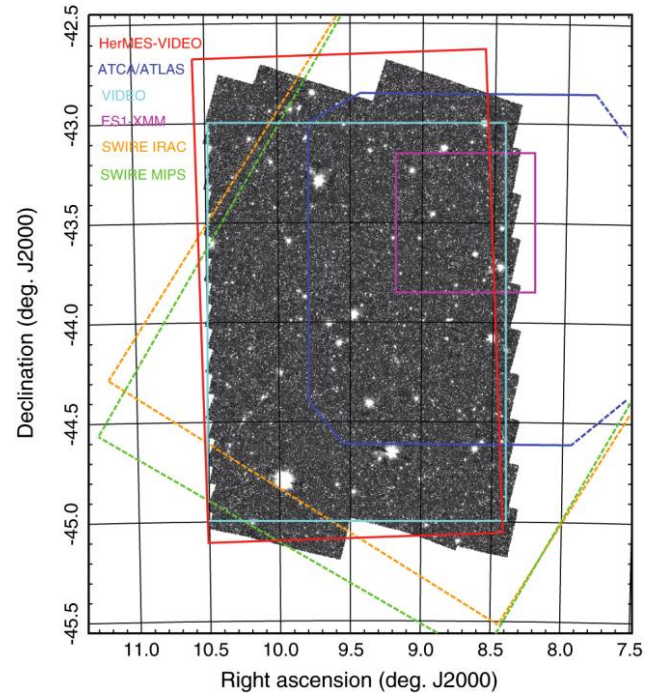 -42.5
HerMES-VIDEO
ATCA/ATLAS
-43.0
VIDEO
ES1-XMM
SWIRE IRAC
SWIRE MIPS
-43.5
-44.0
-44.5
-45.0
-45.5
Declination (deg. J2000)
11.0 10.5 10.0 9.5 9.0 8.5 8.0 7.5
Right ascension (deg. J2000)